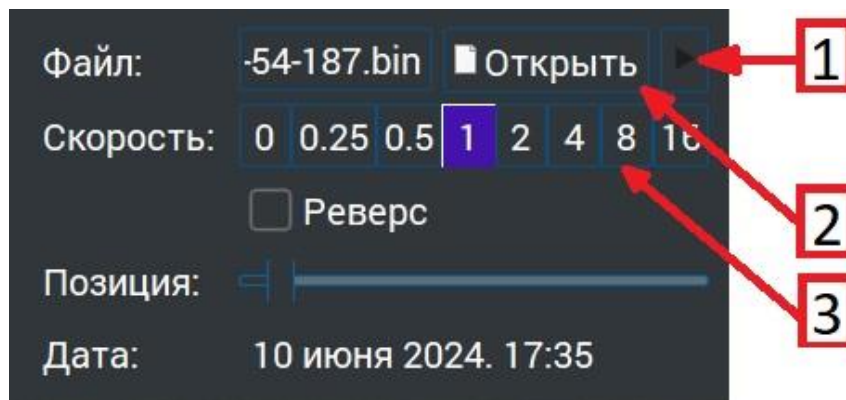 Файл: -54-187.bin Открыть 1
Скорость: 0 0.25 0.5 1 2 4 8 16
Реверс 2
Позиция: 3
Дата: 10 июня 2024. 17:35